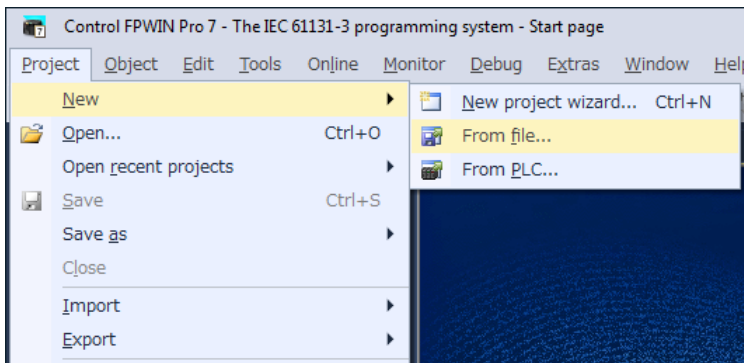 Control FPWIN Pro 7 - The IEC 61131-3 programming system - Start page
Project Object Edit Tools Online Monitor Debug Extras Window Help
New
New project wizard... Ctrl+N
Open... Ctrl+O
From file...
Open recent projects
From PLC...
Save Ctrl+S
Save as
Close
Import
Export